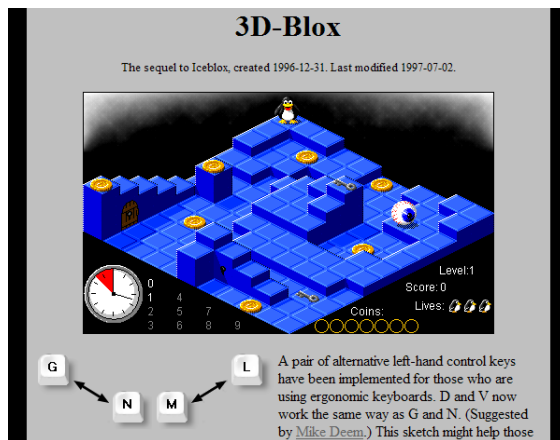 3D-Blox
The sequel to Iceblox, created 1996-12-31. Last modified 1997-07-02.
Level:1
Score: 0
Lives:
Coins:
0
1 4
2 5 7
3 6 8 9
G L
N M
A pair of alternative left-hand control keys
have been implemented for those who are
using ergonomic keyboards. D and V now
work the same way as G and N. (Suggested
by Mike Deem.) This sketch might help those